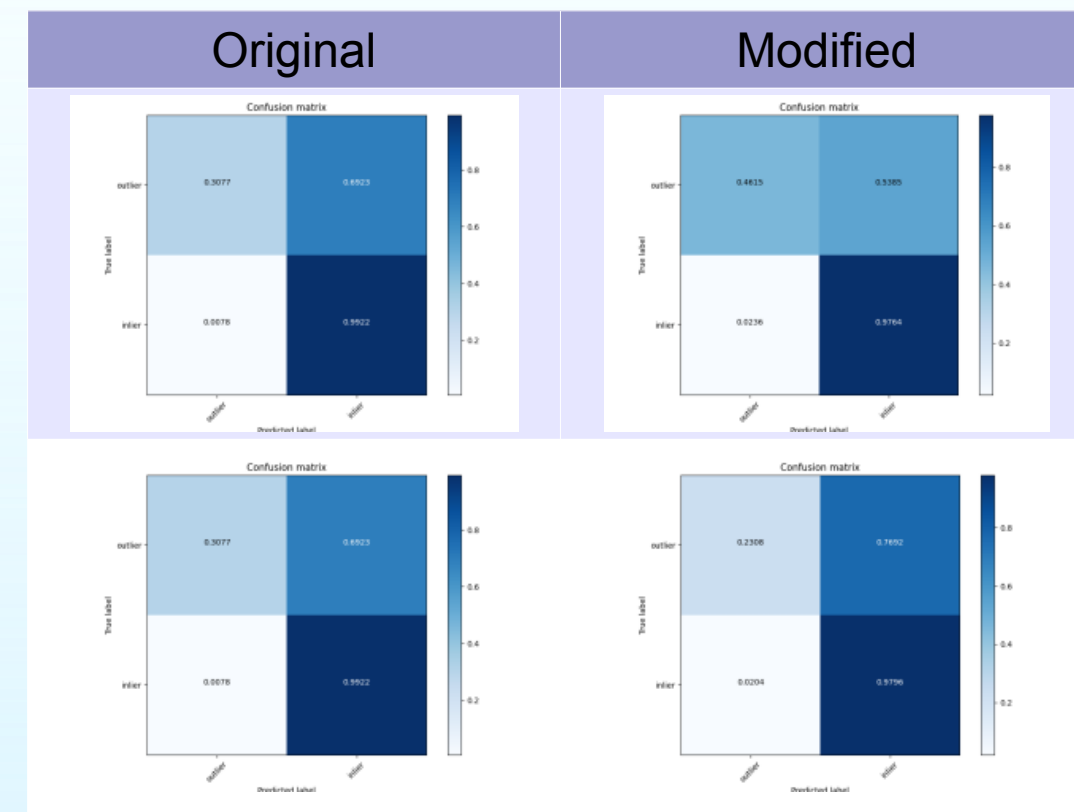 Original
Modified
Confusion matrix
outlier
0.3077
0.6923
0.8
0.6
True label
0.4
inlier
0.0078
0.9922
0.2
outlier
inlier
Predicted label
Confusion matrix
outlier
0.4615
0.5385
0.8
0.6
True label
0.4
inlier
0.0236
0.9764
0.2
outlier
inlier
Predicted label
Confusion matrix
outlier
0.3077
0.6923
0.8
0.6
True label
0.4
inlier
0.0078
0.9922
0.2
outlier
inlier
Predicted label
Confusion matrix
outlier
0.2308
0.7692
0.8
0.6
True label
0.4
inlier
0.0204
0.9796
0.2
outlier
inlier
Predicted label